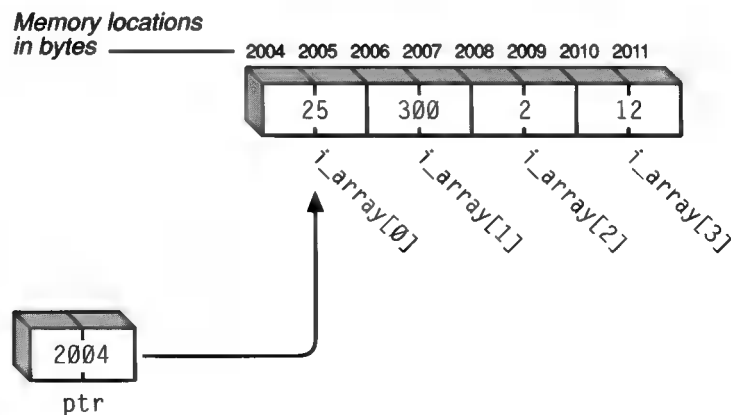 Memory locations
in bytes
2004 2005 2006 2007 2008 2009 2010 2011
25 300 2 12
i_array[0] i_array[1] i_array[2] i_array[3]
2004
ptr